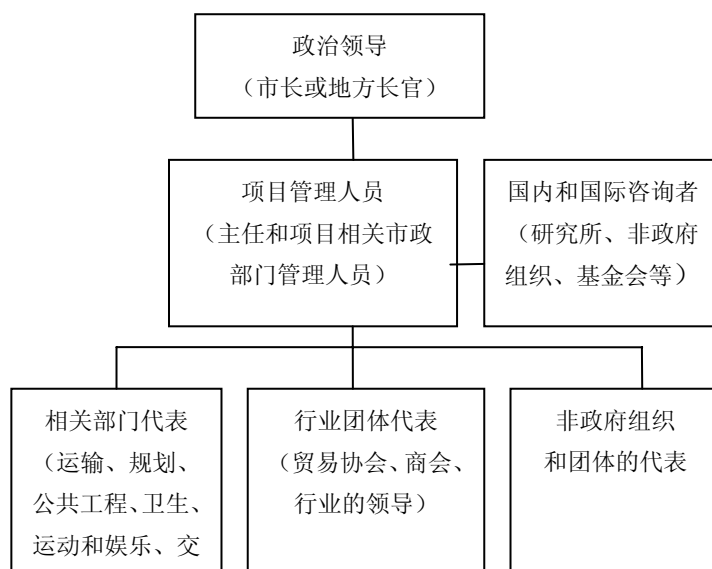 政治领导
（市长或地方长官）
项目管理人员
（主任和项目相关市政
部门管理人员）
国内和国际咨询者
（研究所、非政府
组织、基金会等）
相关部门代表
（运输、规划、
公共工程、卫生、
运动和娱乐、交
行业团体代表
（贸易协会、商会、
行业的领导）
非政府组织
和团体的代表